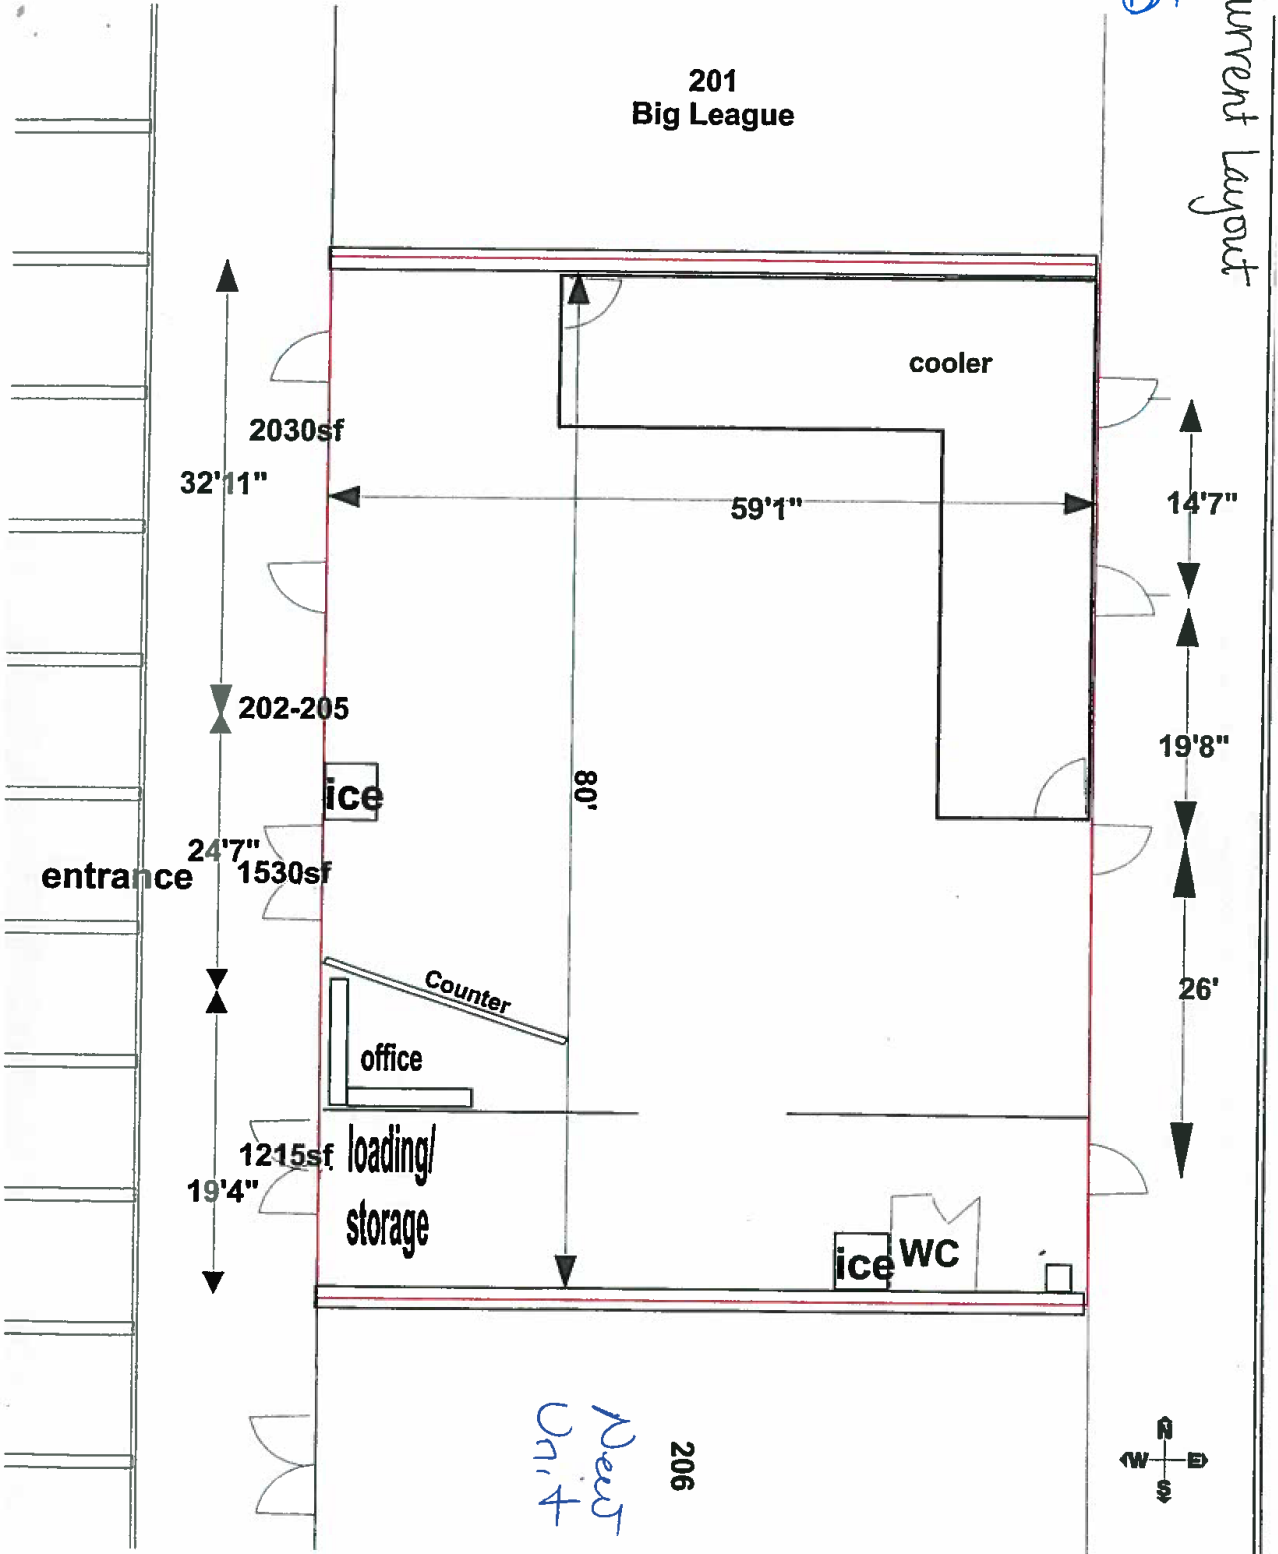 urrent Layout
201
Big League
cooler
2030sf
32'11"
59'1"
14'7"
202-205
19'8"
ice
80'
24'7"
entrance
1530sf
Counter
26'
office
1215sf
loading/
storage
19'4"
ice
WC
206
New
Unit
N
W
E
S